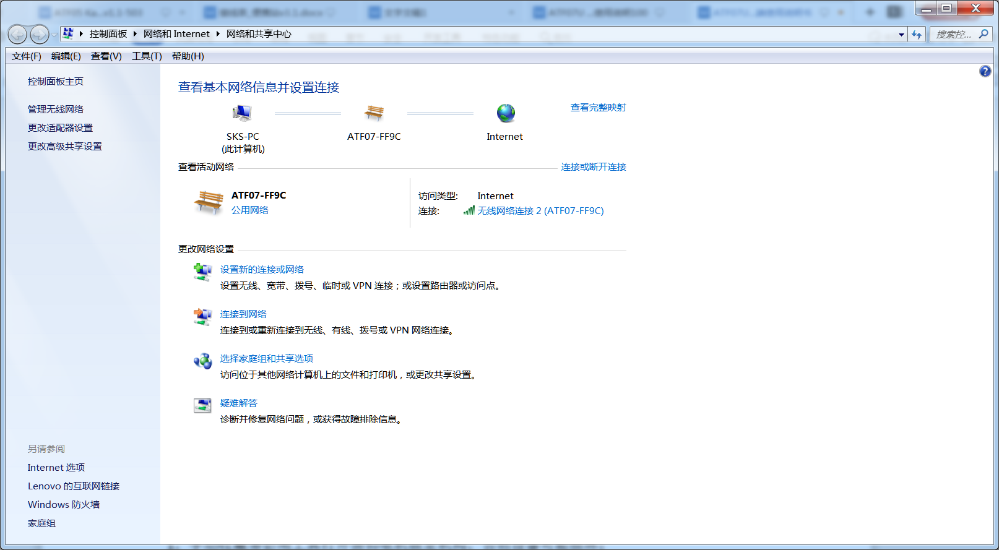 控制面板 网络和 Internet 网络和共享中心
搜索控...
文件(F) 编辑(E) 查看(V) 工具(T) 帮助(H)
控制面板主页
管理无线网络
更改适配器设置
更改高级共享设置
查看基本网络信息并设置连接
查看完整映射
SKS-PC
(此计算机)
ATF07-FF9C
Internet
查看活动网络
连接或断开连接
ATF07-FF9C
公用网络
访问类型: Internet
连接: 无线网络连接 2 (ATF07-FF9C)
更改网络设置
设置新的连接或网络
设置无线、宽带、拨号、临时或 VPN 连接；或设置路由器或访问点。
连接到网络
连接到或重新连接到无线、有线、拨号或 VPN 网络连接。
选择家庭组和共享选项
访问位于其他网络计算机上的文件和打印机，或更改共享设置。
疑难解答
诊断并修复网络问题，或获得故障排除信息。
另请参阅
Internet 选项
Lenovo 的互联网链接
Windows 防火墙
家庭组